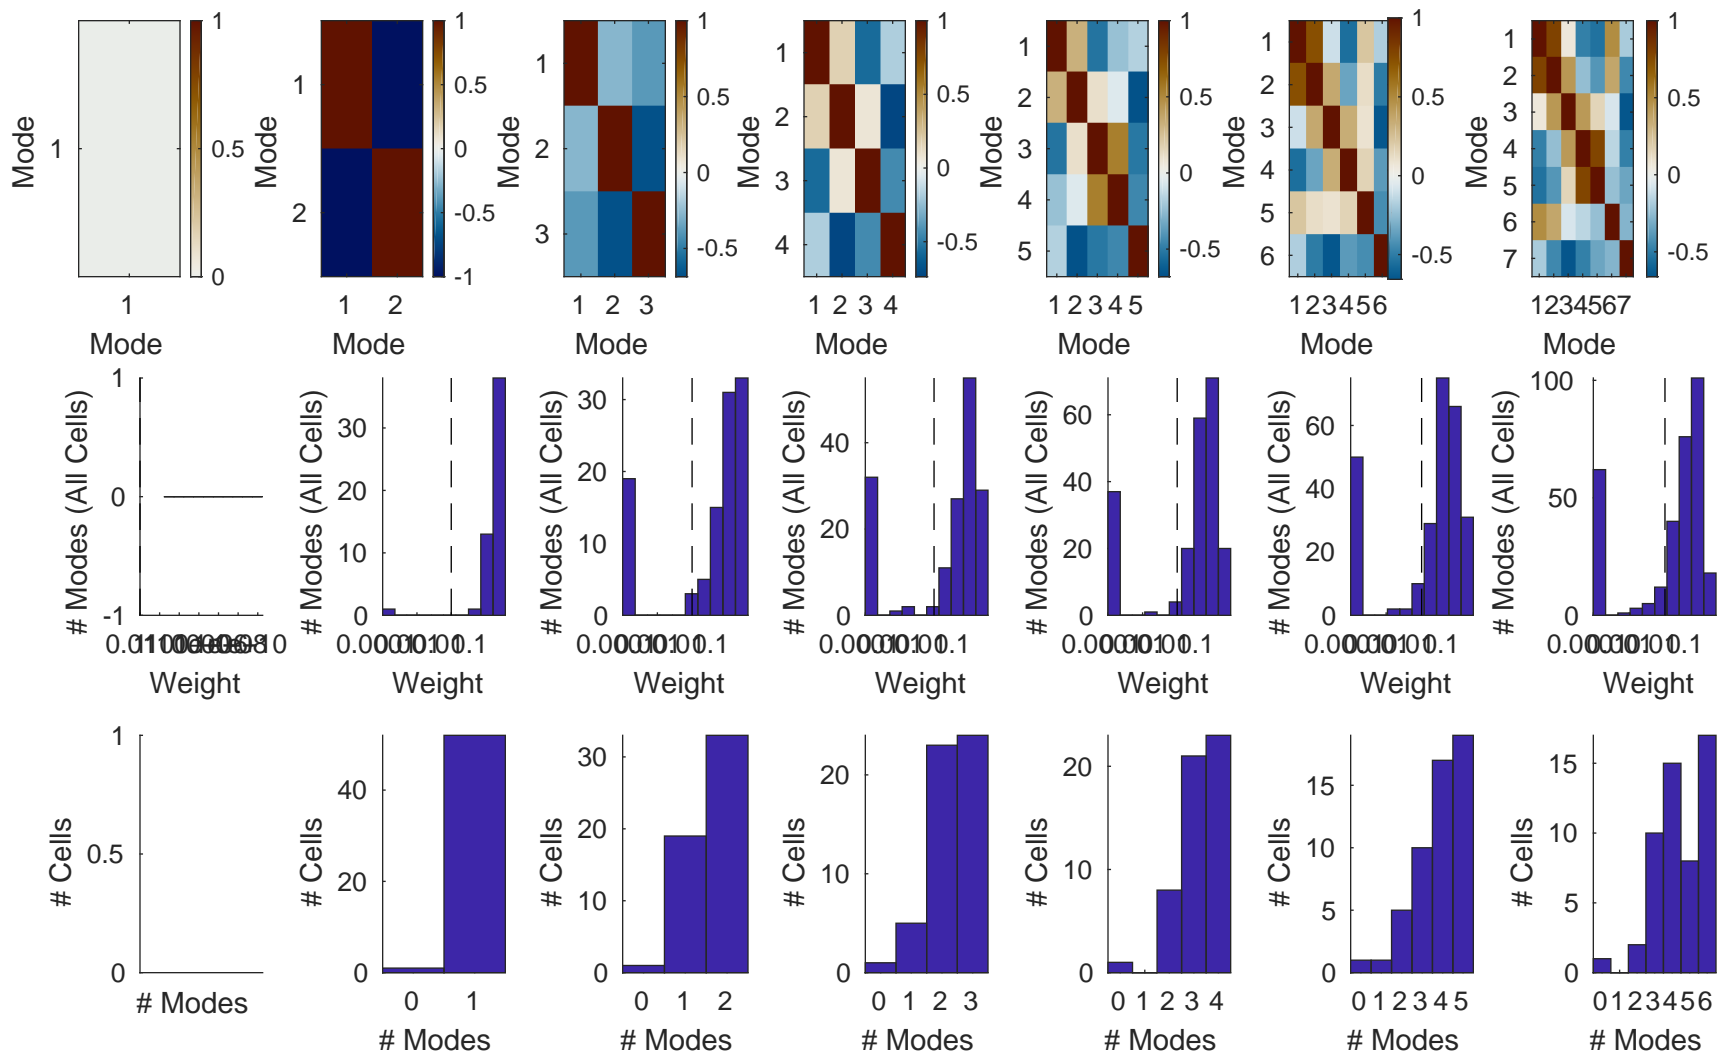 Mode
1
1
Mode
1
0.5
0
Mode
1
2
1 2
Mode
1
0.5
0
-0.5
-1
Mode
1
2
3
1 2 3
Mode
1
0.5
0
-0.5
Mode
1
2
3
4
1 2 3 4
Mode
1
0.5
0
-0.5
Mode
1
2
3
4
5
1 2 3 4 5
Mode
1
0.5
0
-0.5
Mode
1
2
3
4
5
6
123456
Mode
1
0.5
0
-0.5
Mode
1
2
3
4
5
6
7
1234567
Mode
1
0.5
0
-0.5
# Modes (All Cells)
1
0
-1
Weight
# Modes (All Cells)
30
20
10
0
0.1
Weight
# Modes (All Cells)
30
20
10
0
0.1
Weight
# Modes (All Cells)
40
20
0
0.1
Weight
# Modes (All Cells)
60
40
20
0
0.1
Weight
# Modes (All Cells)
60
40
20
0
0.1
Weight
# Modes (All Cells)
100
50
0
0.1
Weight
# Cells
1
0.5
0
# Modes
# Cells
40
20
0
0 1
# Modes
# Cells
30
20
10
0
0 1 2
# Modes
# Cells
20
10
0
0 1 2 3
# Modes
# Cells
20
10
0
0 1 2 3 4
# Modes
# Cells
15
10
5
0
0 1 2 3 4 5
# Modes
# Cells
15
10
5
0
0123456
# Modes